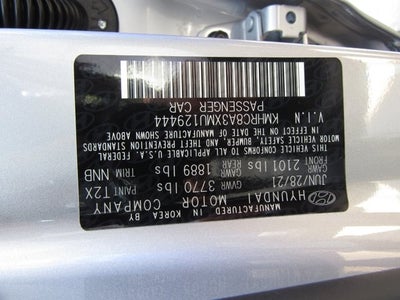 MANUFACTURED IN KOREA BY
HYUNDAI MOTOR COMPANY
JUN/28/21 GVWR 3770 lbs PAINT TZX
GAWR FRONT 2101 lbs GAWR REAR 1889 lbs TRIM NNB
THIS VEHICLE CONFORMS TO ALL APPLICABLE U.S. FEDERAL
MOTOR VEHICLE SAFETY, BUMPER, AND THEFT PREVENTION STANDARDS
IN EFFECT ON THE DATE OF MANUFACTURE SHOWN ABOVE
V.I.N KMHRC8A3XMU129444
PASSENGER CAR